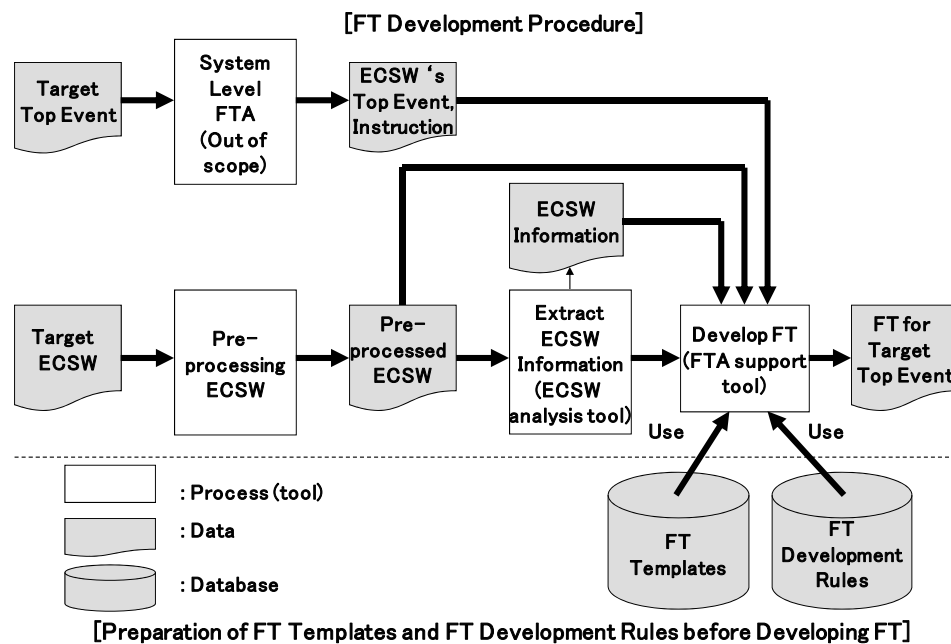 [FT Development Procedure]
Target
Top Event
System
Level
FTA
(Out of
scope)
ECSW ‘s
Top Event,
Instruction
ECSW
Information
Target
ECSW
Pre-
processing
ECSW
Pre-
processed
ECSW
Extract
ECSW
Information
(ECSW
analysis tool)
Develop FT
(FTA support
tool)
FT for
Target
Top Event
Use
Use
: Process (tool)
: Data
: Database
FT
Templates
FT
Development
Rules
[Preparation of FT Templates and FT Development Rules before Developing FT]